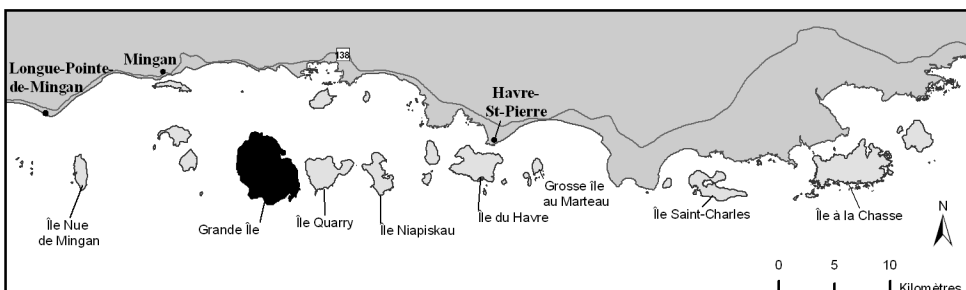 138
Mingan
Longue-Pointe-
de-Mingan
Havre-
St-Pierre
Île Nue
de Mingan
Grande Île
Île Quarry
Île Niapiskau
Île du Havre
Grosse île
au Marteau
Île Saint-Charles
Île à la Chasse
N
0 5 10
Kilomètres